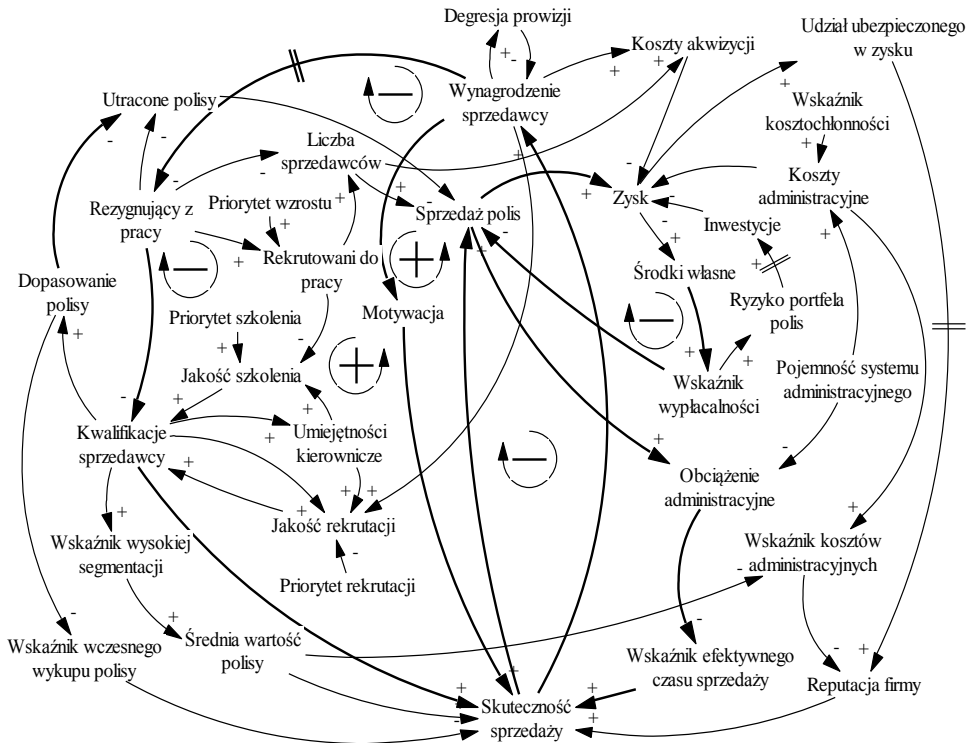 Degresja prowizji
Udział ubezpieczonego
w zysku
Koszty akwizycji
Utracone polisy
Wynagrodzenie
sprzedawcy
Wskaźnik
kosztochłonności
Liczba
sprzedawców
Koszty
administracyjne
Rezygnujący z
pracy
Priorytet wzrostu
Sprzedaż polis
Zysk
Inwestycje
Rekrutowani do
pracy
Środki własne
Dopasowanie
polisy
Motywacja
Ryzyko portfela
polis
Priorytet szkolenia
Jakość szkolenia
Wskaźnik
wypłacalności
Pojemność systemu
administracyjnego
Kwalifikacje
sprzedawcy
Umiejętności
kierownicze
Obciążenie
administracyjne
Jakość rekrutacji
Wskaźnik wysokiej
segmentacji
Wskaźnik kosztów
administracyjnych
Priorytet rekrutacji
Wskaźnik wczesnego
wykupu polisy
Średnia wartość
polisy
Wskaźnik efektywnego
czasu sprzedaży
Reputacja firmy
Skuteczność
sprzedaży